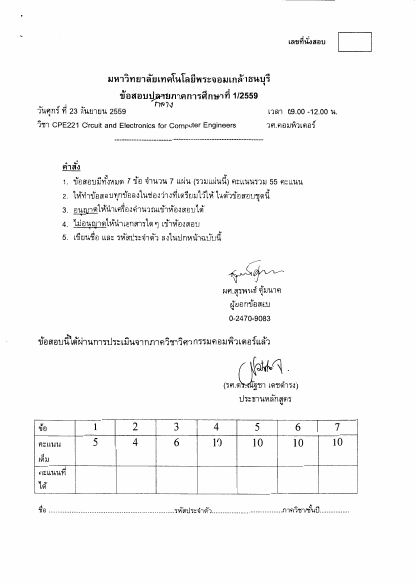 เลขที่นั่งสอบ
มหาวิทยาลัยเทคโนโลยีพระจอมเกล้าธนบุรี
ข้อสอบปลายภาคการศึกษาที่ 1/2559
กลาง
วันศุกร์ ที่ 23 กันยายน 2559 เวลา 09.00 -12.00 น.
วิชา CPE221 Circuit and Electronics for Computer Engineers วศ.คอมพิวเตอร์
คำสั่ง
1. ข้อสอบมีทั้งหมด 7 ข้อ จำนวน 7 แผ่น (รวมแผ่นนี้) คะแนนรวม 55 คะแนน
2. ให้ทำข้อสอบทุกข้อลงในช่องว่างที่เตรียมไว้ให้ ในตัวข้อสอบชุดนี้
3. อนุญาตให้นำเครื่องคำนวณเข้าห้องสอบได้
4. ไม่อนุญาตให้นำเอกสารใดๆ เข้าห้องสอบ
5. เขียนชื่อ และ รหัสประจำตัว ลงในปกหน้าฉบับนี้
ผศ.สุรพนธ์ ตุ้มนาค
ผู้ออกข้อสอบ
0-2470-9083
ข้อสอบนี้ได้ผ่านการประเมินจากภาควิชาวิศวกรรมคอมพิวเตอร์แล้ว
(รศ.ดร.ณัฐชา เดชดำรง)
ประธานหลักสูตร
ข้อ 1 2 3 4 5 6 7
คะแนน 5 4 6 10 10 10 10
เต็ม
คะแนนที่
ได้
ชื่อ ..................................................รหัสประจำตัว..............................ภาควิชา/ชั้นปี.............